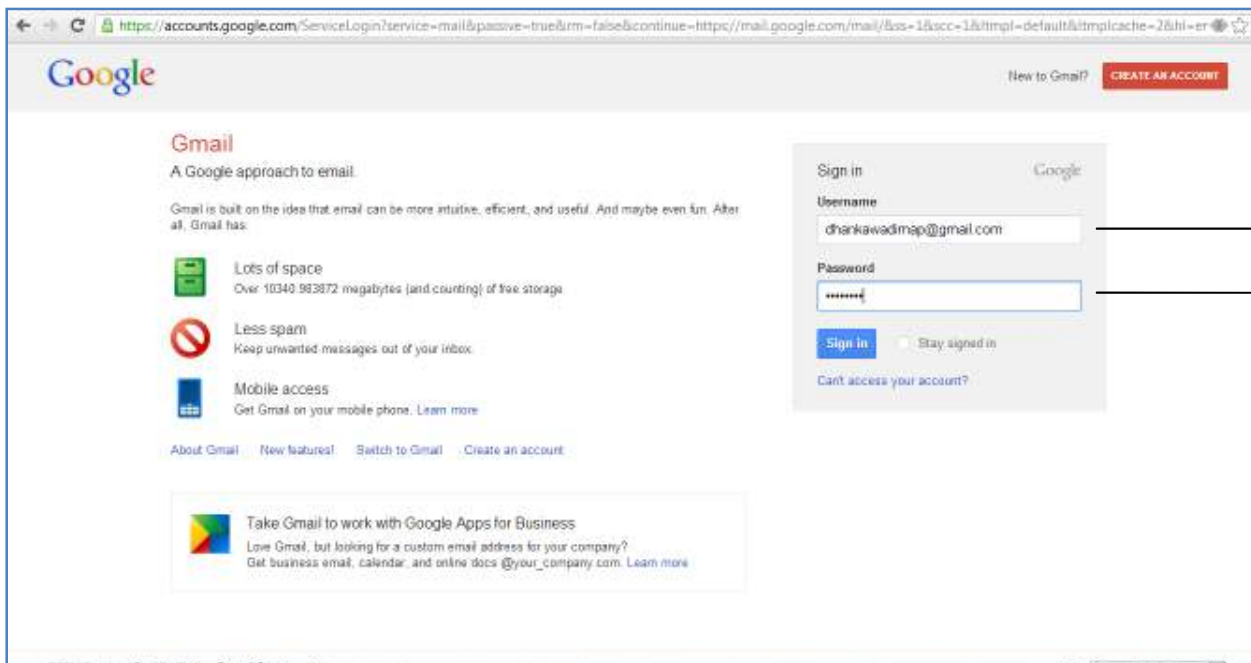 https://accounts.google.com/ServiceLogin?service=mail&passive=true&rm=false&continue=https://mail.google.com/mail/&ss=1&scc=1&ltmpl=default&ltmplcache=2&hl=er
Google
New to Gmail? CREATE AN ACCOUNT
Gmail
A Google approach to email.
Gmail is built on the idea that email can be more intuitive, efficient, and useful. And maybe even fun. After
all, Gmail has:
Lots of space
Over 10340.983872 megabytes (and counting) of free storage
Less spam
Keep unwanted messages out of your inbox.
Mobile access
Get Gmail on your mobile phone. Learn more
About Gmail New features! Switch to Gmail Create an account
Take Gmail to work with Google Apps for Business
Love Gmail, but looking for a custom email address for your company?
Get business email, calendar, and online docs @your_company.com. Learn more
Sign in Google
Username
dhankawadimap@gmail.com
Password
••••••••
Sign in Stay signed in
Can't access your account?